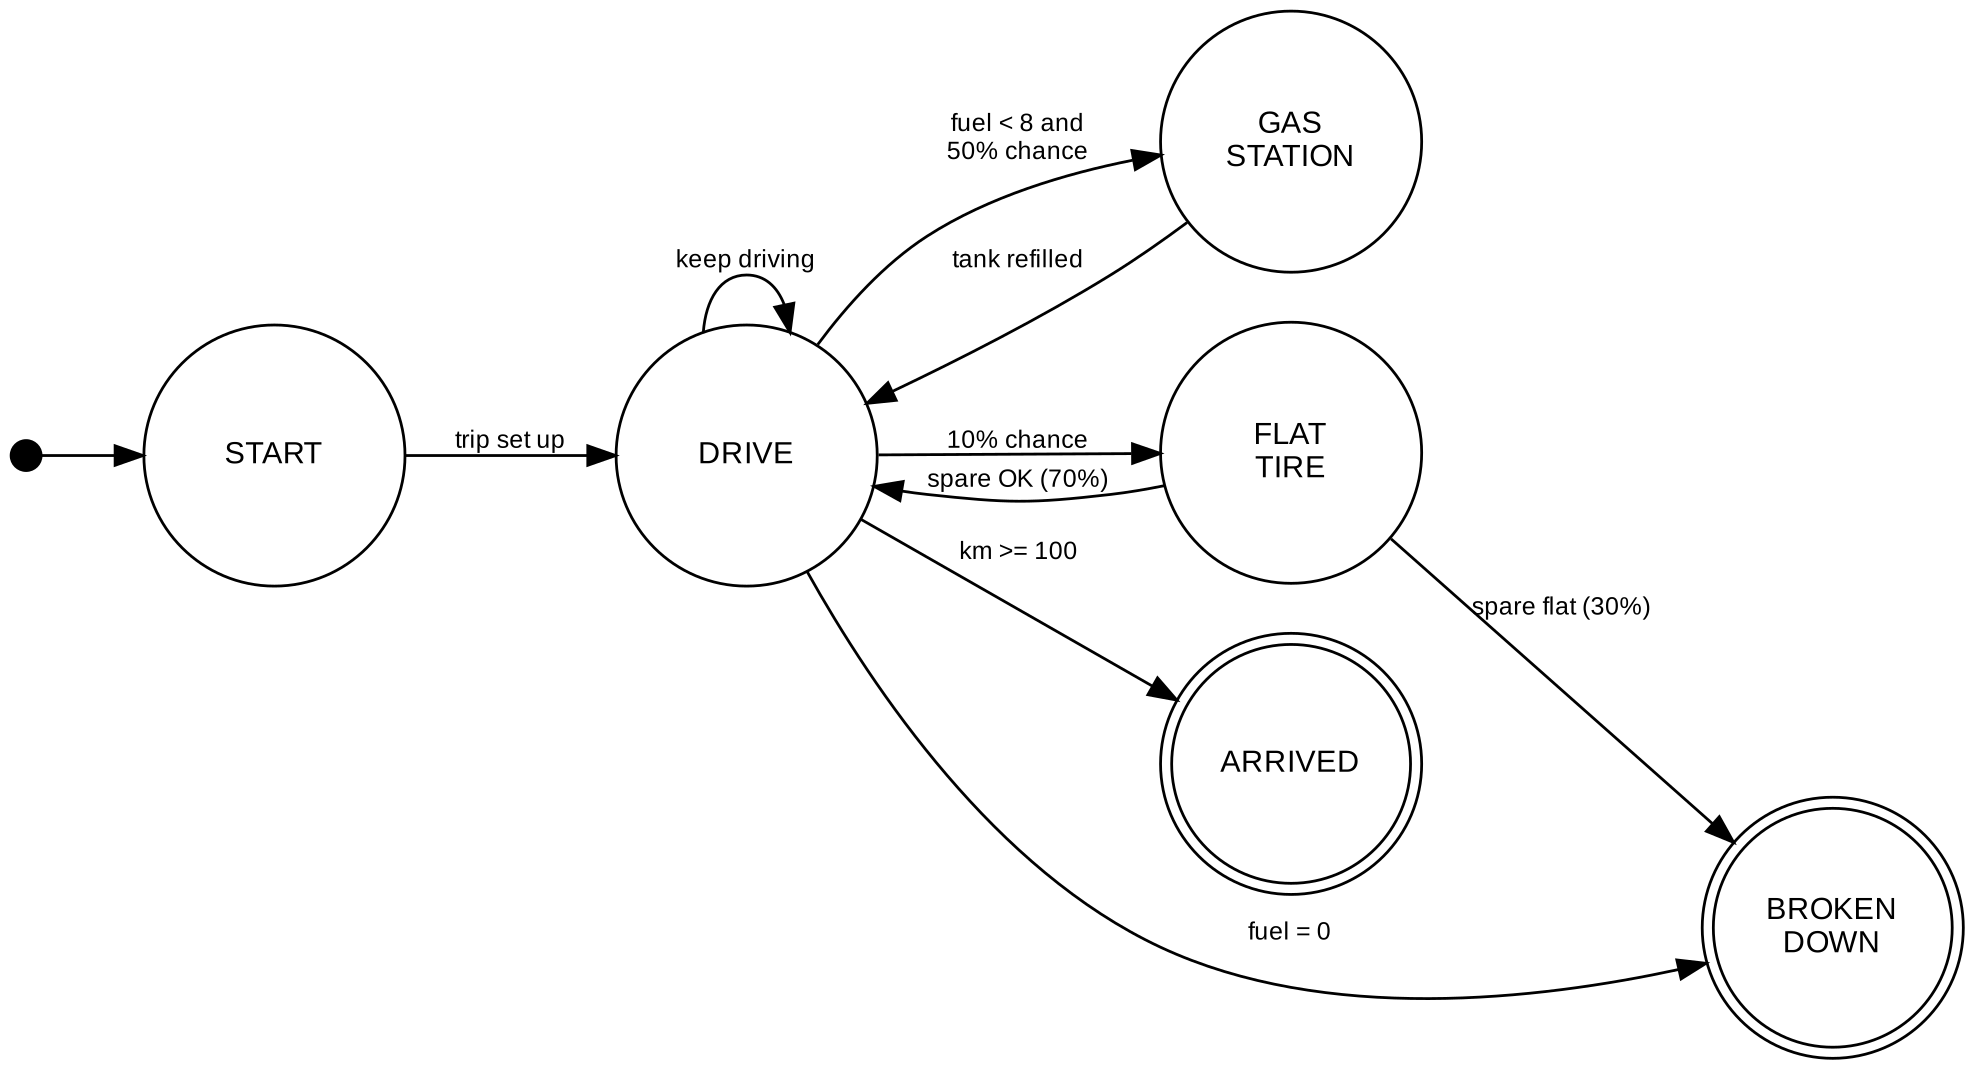 GAS
STATION
fuel < 8 and
50% chance
keep driving
tank refilled
START
trip set up
DRIVE
10% chance
spare OK (70%)
FLAT
TIRE
km >= 100
spare flat (30%)
ARRIVED
fuel = 0
BROKEN
DOWN